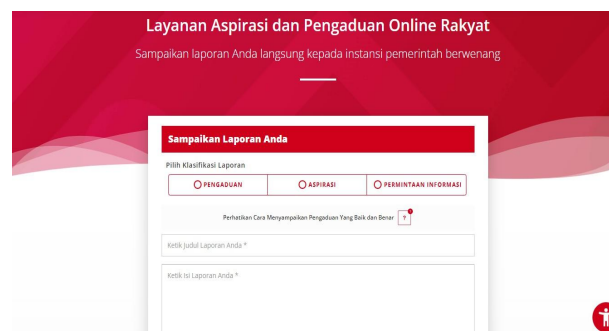 Layanan Aspirasi dan Pengaduan Online Rakyat
Sampaikan laporan Anda langsung kepada instansi pemerintah berwenang
Sampaikan Laporan Anda
Pilih Klasifikasi Laporan
PENGADUAN ASPIRASI PERMINTAAN INFORMASI
Perhatikan Cara Menyampaikan Pengaduan Yang Baik dan Benar ?
Ketik Judul Laporan Anda *
Ketik Isi Laporan Anda *